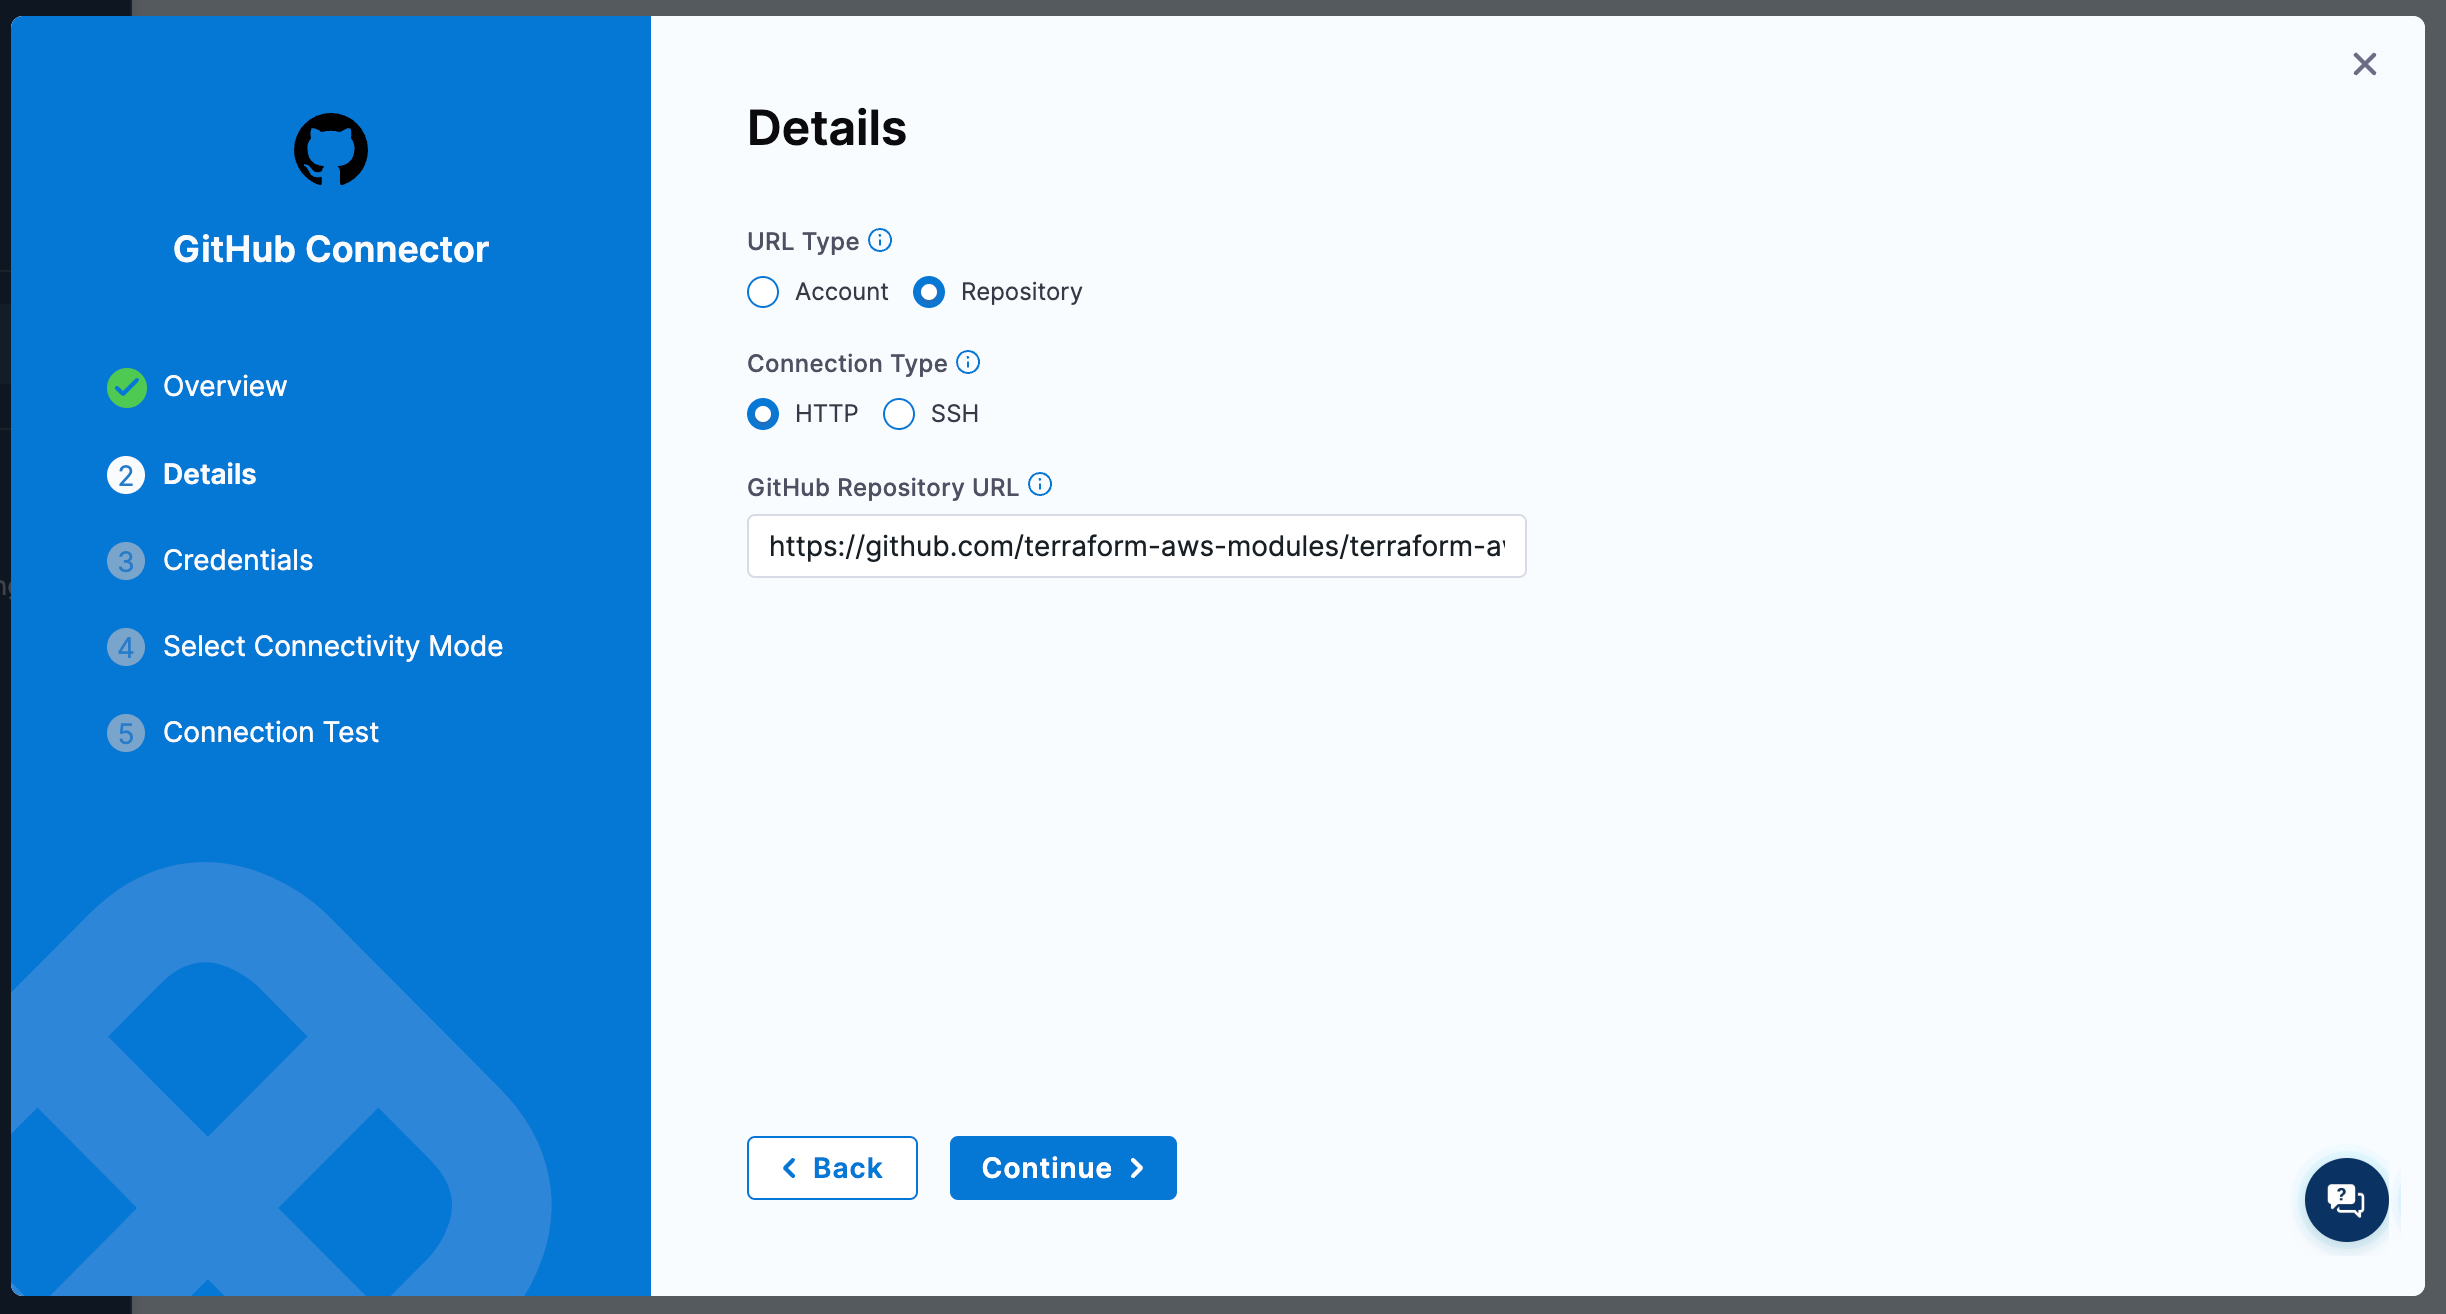 GitHub Connector
Overview
2 Details
3 Credentials
4 Select Connectivity Mode
5 Connection Test
Details
URL Type
Account Repository
Connection Type
HTTP SSH
GitHub Repository URL
https://github.com/terraform-aws-modules/terraform-a
Back Continue